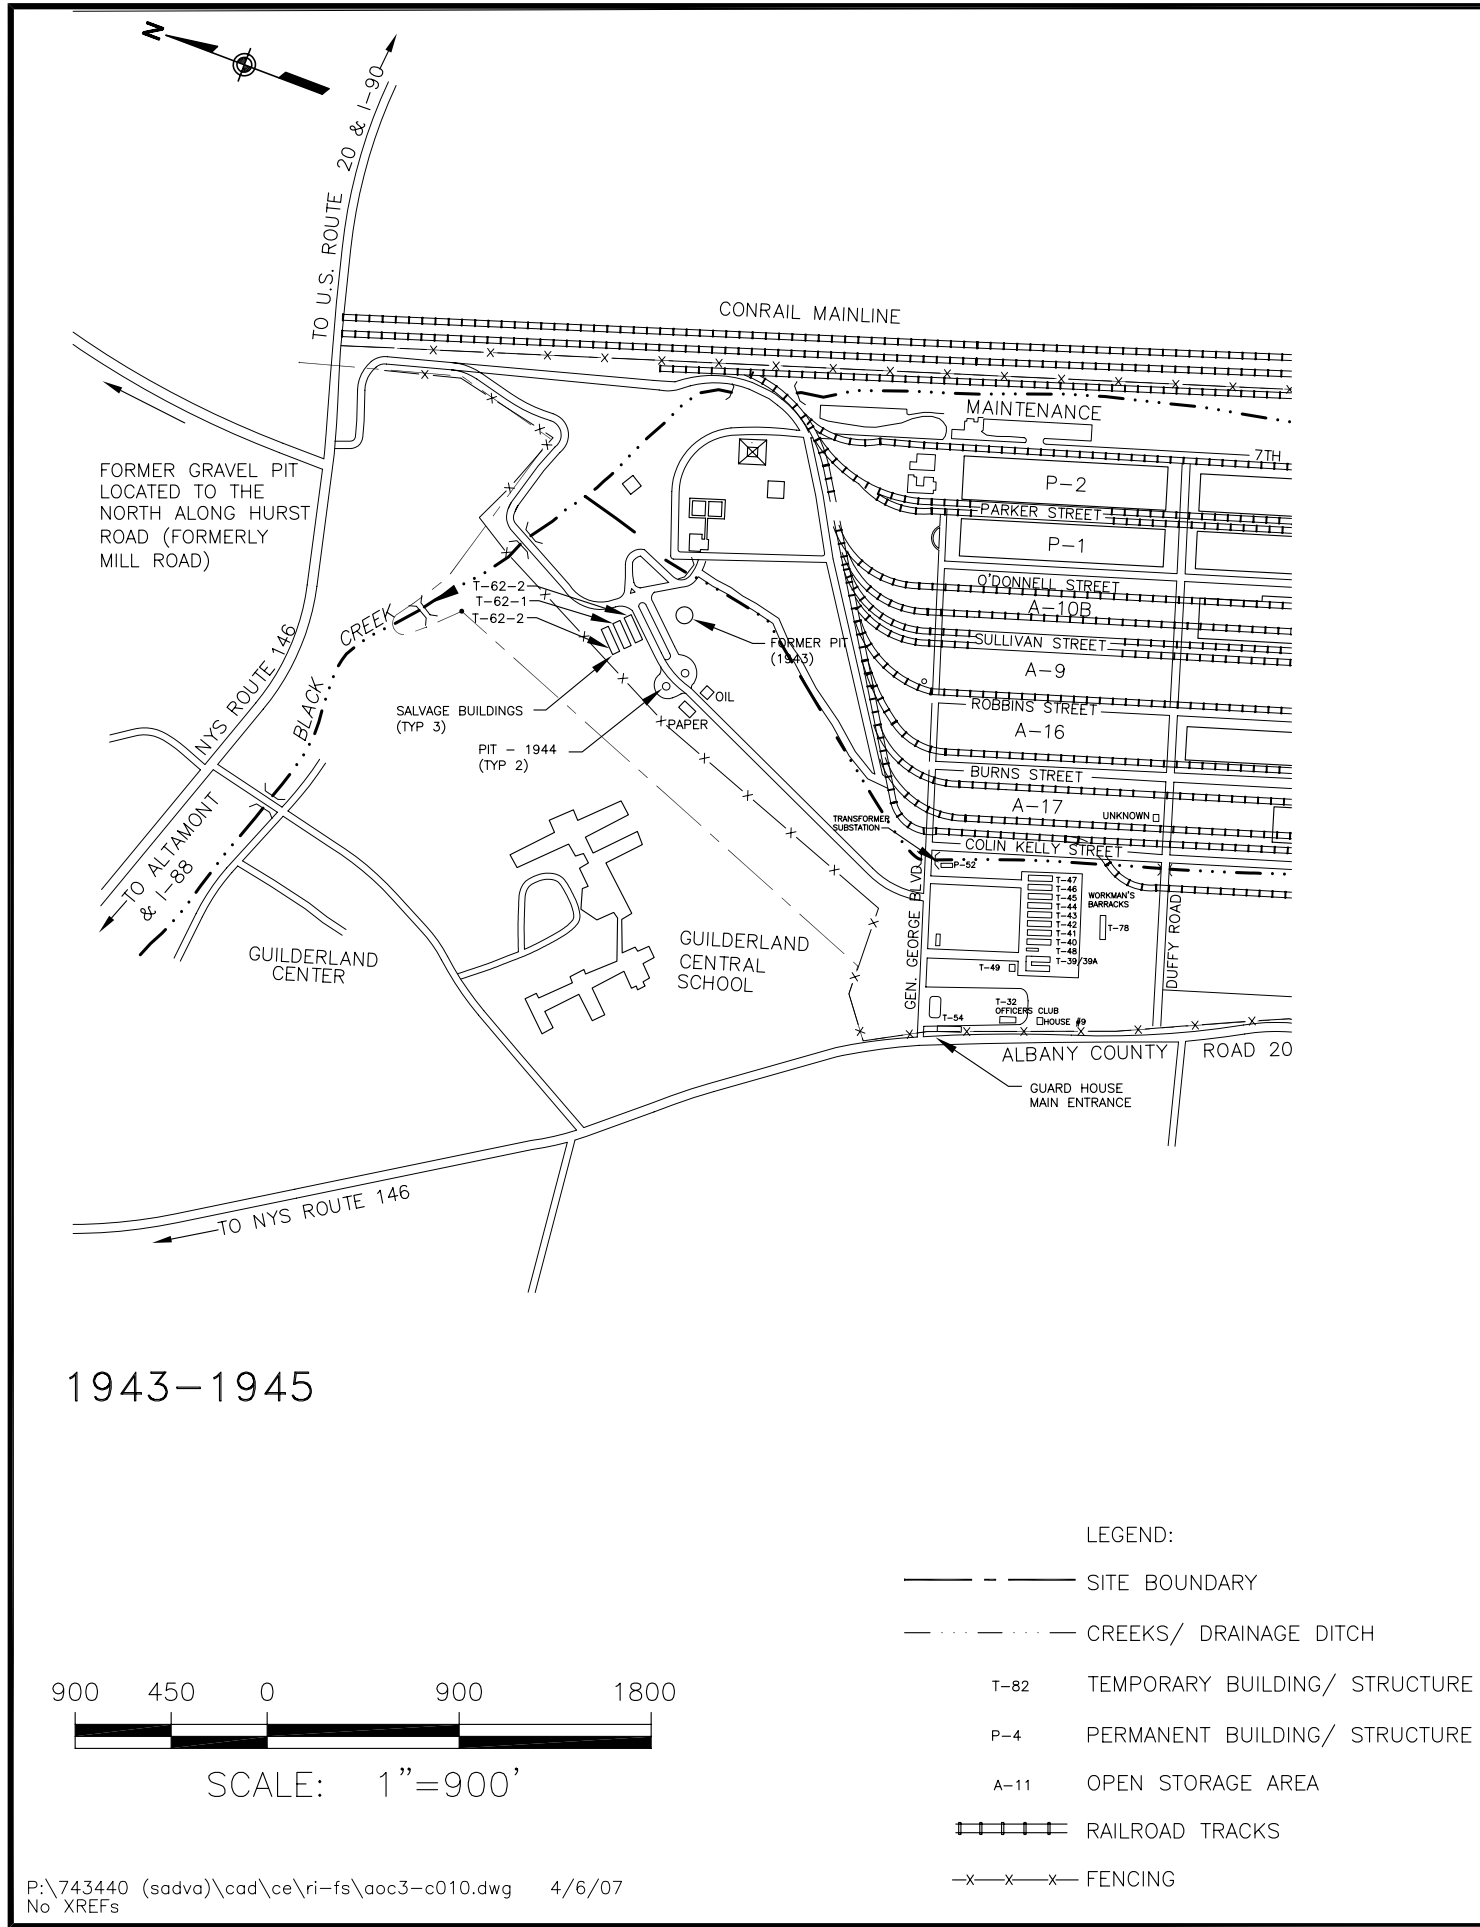 N
TO U.S. ROUTE 20 & I-90
CONRAIL MAINLINE
MAINTENANCE
7TH
FORMER GRAVEL PIT
LOCATED TO THE
NORTH ALONG HURST
ROAD (FORMERLY
MILL ROAD)
P-2
PARKER STREET
P-1
O'DONNELL STREET
A-10B
SULLIVAN STREET
A-9
ROBBINS STREET
A-16
BURNS STREET
A-17
UNKNOWN
COLIN KELLY STREET
T-62-2
T-62-1
T-62-2
FORMER PIT
(1943)
OIL
PAPER
SALVAGE BUILDINGS
(TYP 3)
PIT - 1944
(TYP 2)
BLACK CREEK
NYS ROUTE 146
TO ALTAMONT
& I-88
GUILDERLAND
CENTER
GUILDERLAND
CENTRAL
SCHOOL
TRANSFORMER
SUBSTATION
P-52
GEN. GEORGE BLVD
T-47
T-46
T-45
T-44
T-43
T-42
T-41
T-40
T-48
T-39/39A
WORKMAN'S
BARRACKS
T-78
DUFFY ROAD
T-49
T-32
OFFICERS CLUB
HOUSE #9
T-54
ALBANY COUNTY ROAD 20
GUARD HOUSE
MAIN ENTRANCE
TO NYS ROUTE 146
1943-1945
LEGEND:
SITE BOUNDARY
CREEKS/ DRAINAGE DITCH
T-82 TEMPORARY BUILDING/ STRUCTURE
P-4 PERMANENT BUILDING/ STRUCTURE
A-11 OPEN STORAGE AREA
RAILROAD TRACKS
-X-X-X- FENCING
900 450 0 900 1800
SCALE: 1"=900'
P:\743440 (sadva)\cad\ce\ri-fs\aoc3-c010.dwg 4/6/07
No XREFs